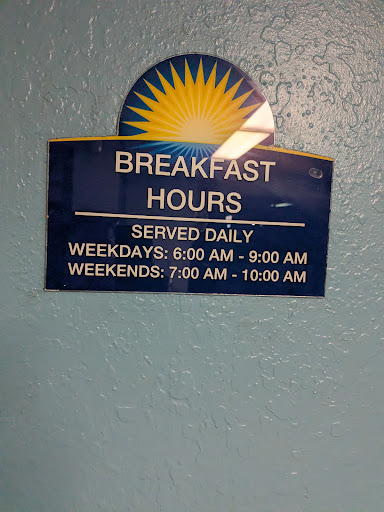 BREAKFAST
HOURS
SERVED DAILY
WEEKDAYS: 6:00 AM - 9:00 AM
WEEKENDS: 7:00 AM - 10:00 AM